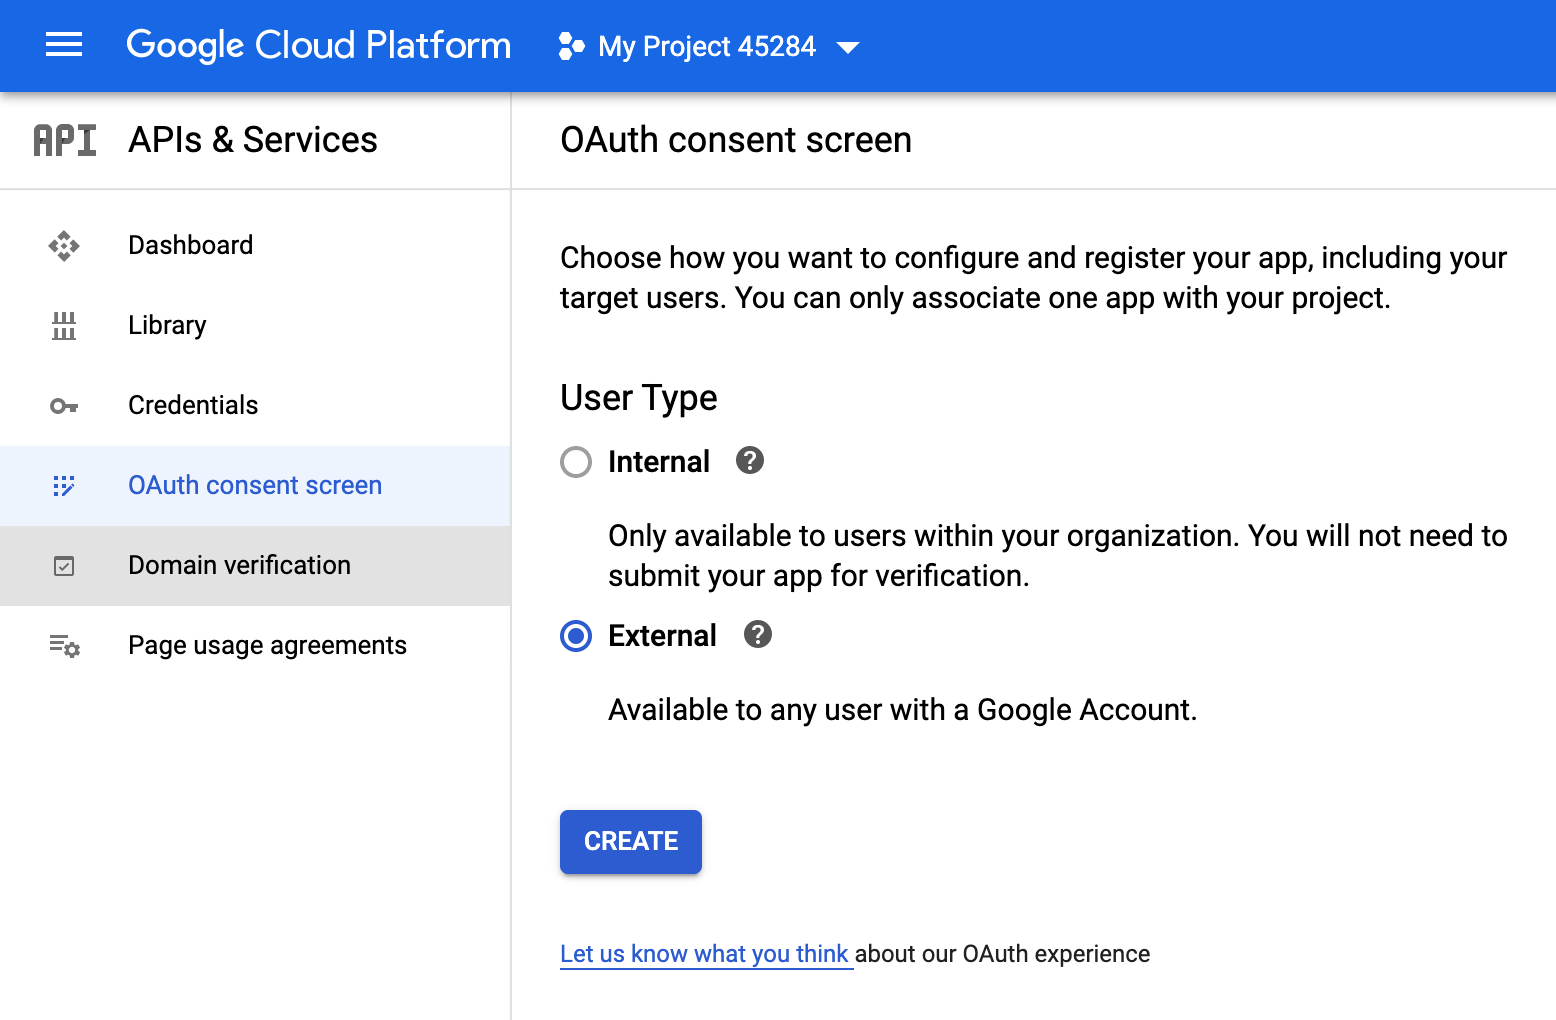 Google Cloud Platform
My Project 45284
API
APIs & Services
OAuth consent screen
Dashboard
Library
Credentials
OAuth consent screen
Domain verification
Page usage agreements
Choose how you want to configure and register your app, including your
target users. You can only associate one app with your project.
User Type
Internal
Only available to users within your organization. You will not need to
submit your app for verification.
External
Available to any user with a Google Account.
CREATE
Let us know what you think about our OAuth experience